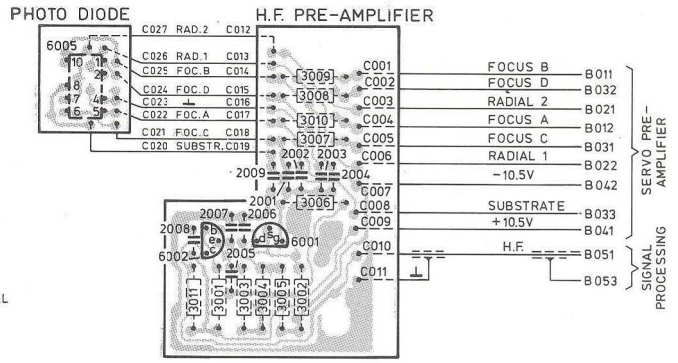 PHOTO DIODE
H.F. PRE-AMPLIFIER
C027 RAD.2 C012
6005
C026 RAD.1 C013
C001 FOCUS B B011
10 1
C025 FOC.B C014
3009
C002 FOCUS D B032
2
8
C024 FOC.D C015
3008
C003 RADIAL 2 B021
7 4
C023 ⊥ C016
6 5
C022 FOC.A C017
3010
C004 FOCUS A B012
C021 FOC.C C018
3007
C005 FOCUS C B031
C020 SUBSTR. C019
2002 2003
C006 RADIAL 1 B022
2009
2004
-10.5V
C007 B042
2001
3006
C008 SUBSTRATE B033
2007 2006
C009 +10.5V B041
SERVO PRE-AMPLIFIER
2008
b
e
c
s
d g
6001
6002
2005
C010 H.F. B051
C011 ⊥ B053
SIGNAL PROCESSING
3011 3001 3003 3004 3005 3002
L